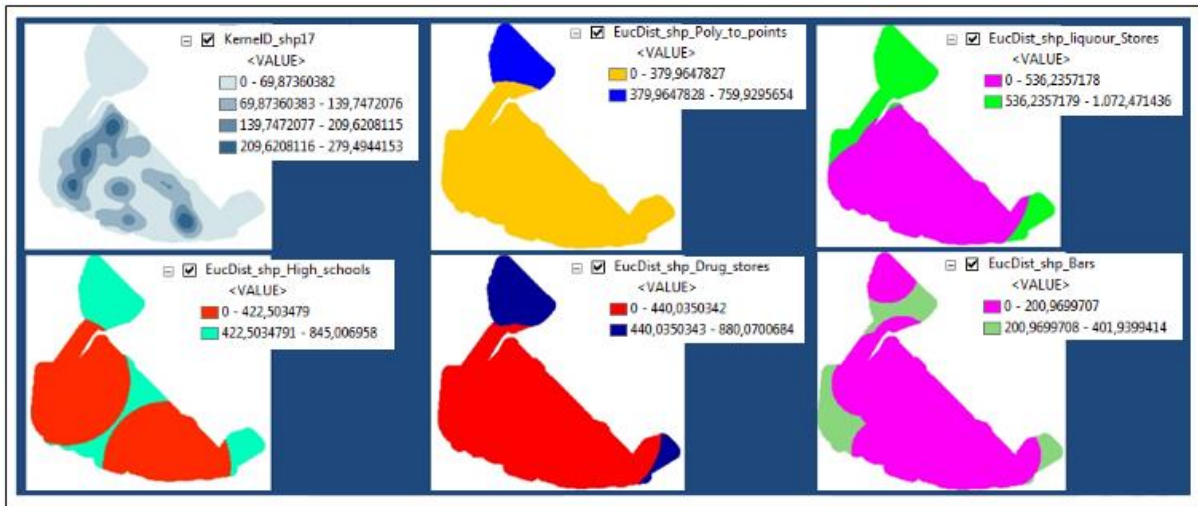 KernelD_shp17
<VALUE>
0 - 69,87360382
69,87360383 - 139,7472076
139,7472077 - 209,6208115
209,6208116 - 279,4944153
EucDist_shp_Poly_to_points
<VALUE>
0 - 379,9647827
379,9647828 - 759,9295654
EucDist_shp_liquour_Stores
<VALUE>
0 - 536,2357178
536,2357179 - 1.072,471436
EucDist_shp_High_schools
<VALUE>
0 - 422,503479
422,5034791 - 845,006958
EucDist_shp_Drug_stores
<VALUE>
0 - 440,0350342
440,0350343 - 880,0700684
EucDist_shp_Bars
<VALUE>
0 - 200,9699707
200,9699708 - 401,9399414